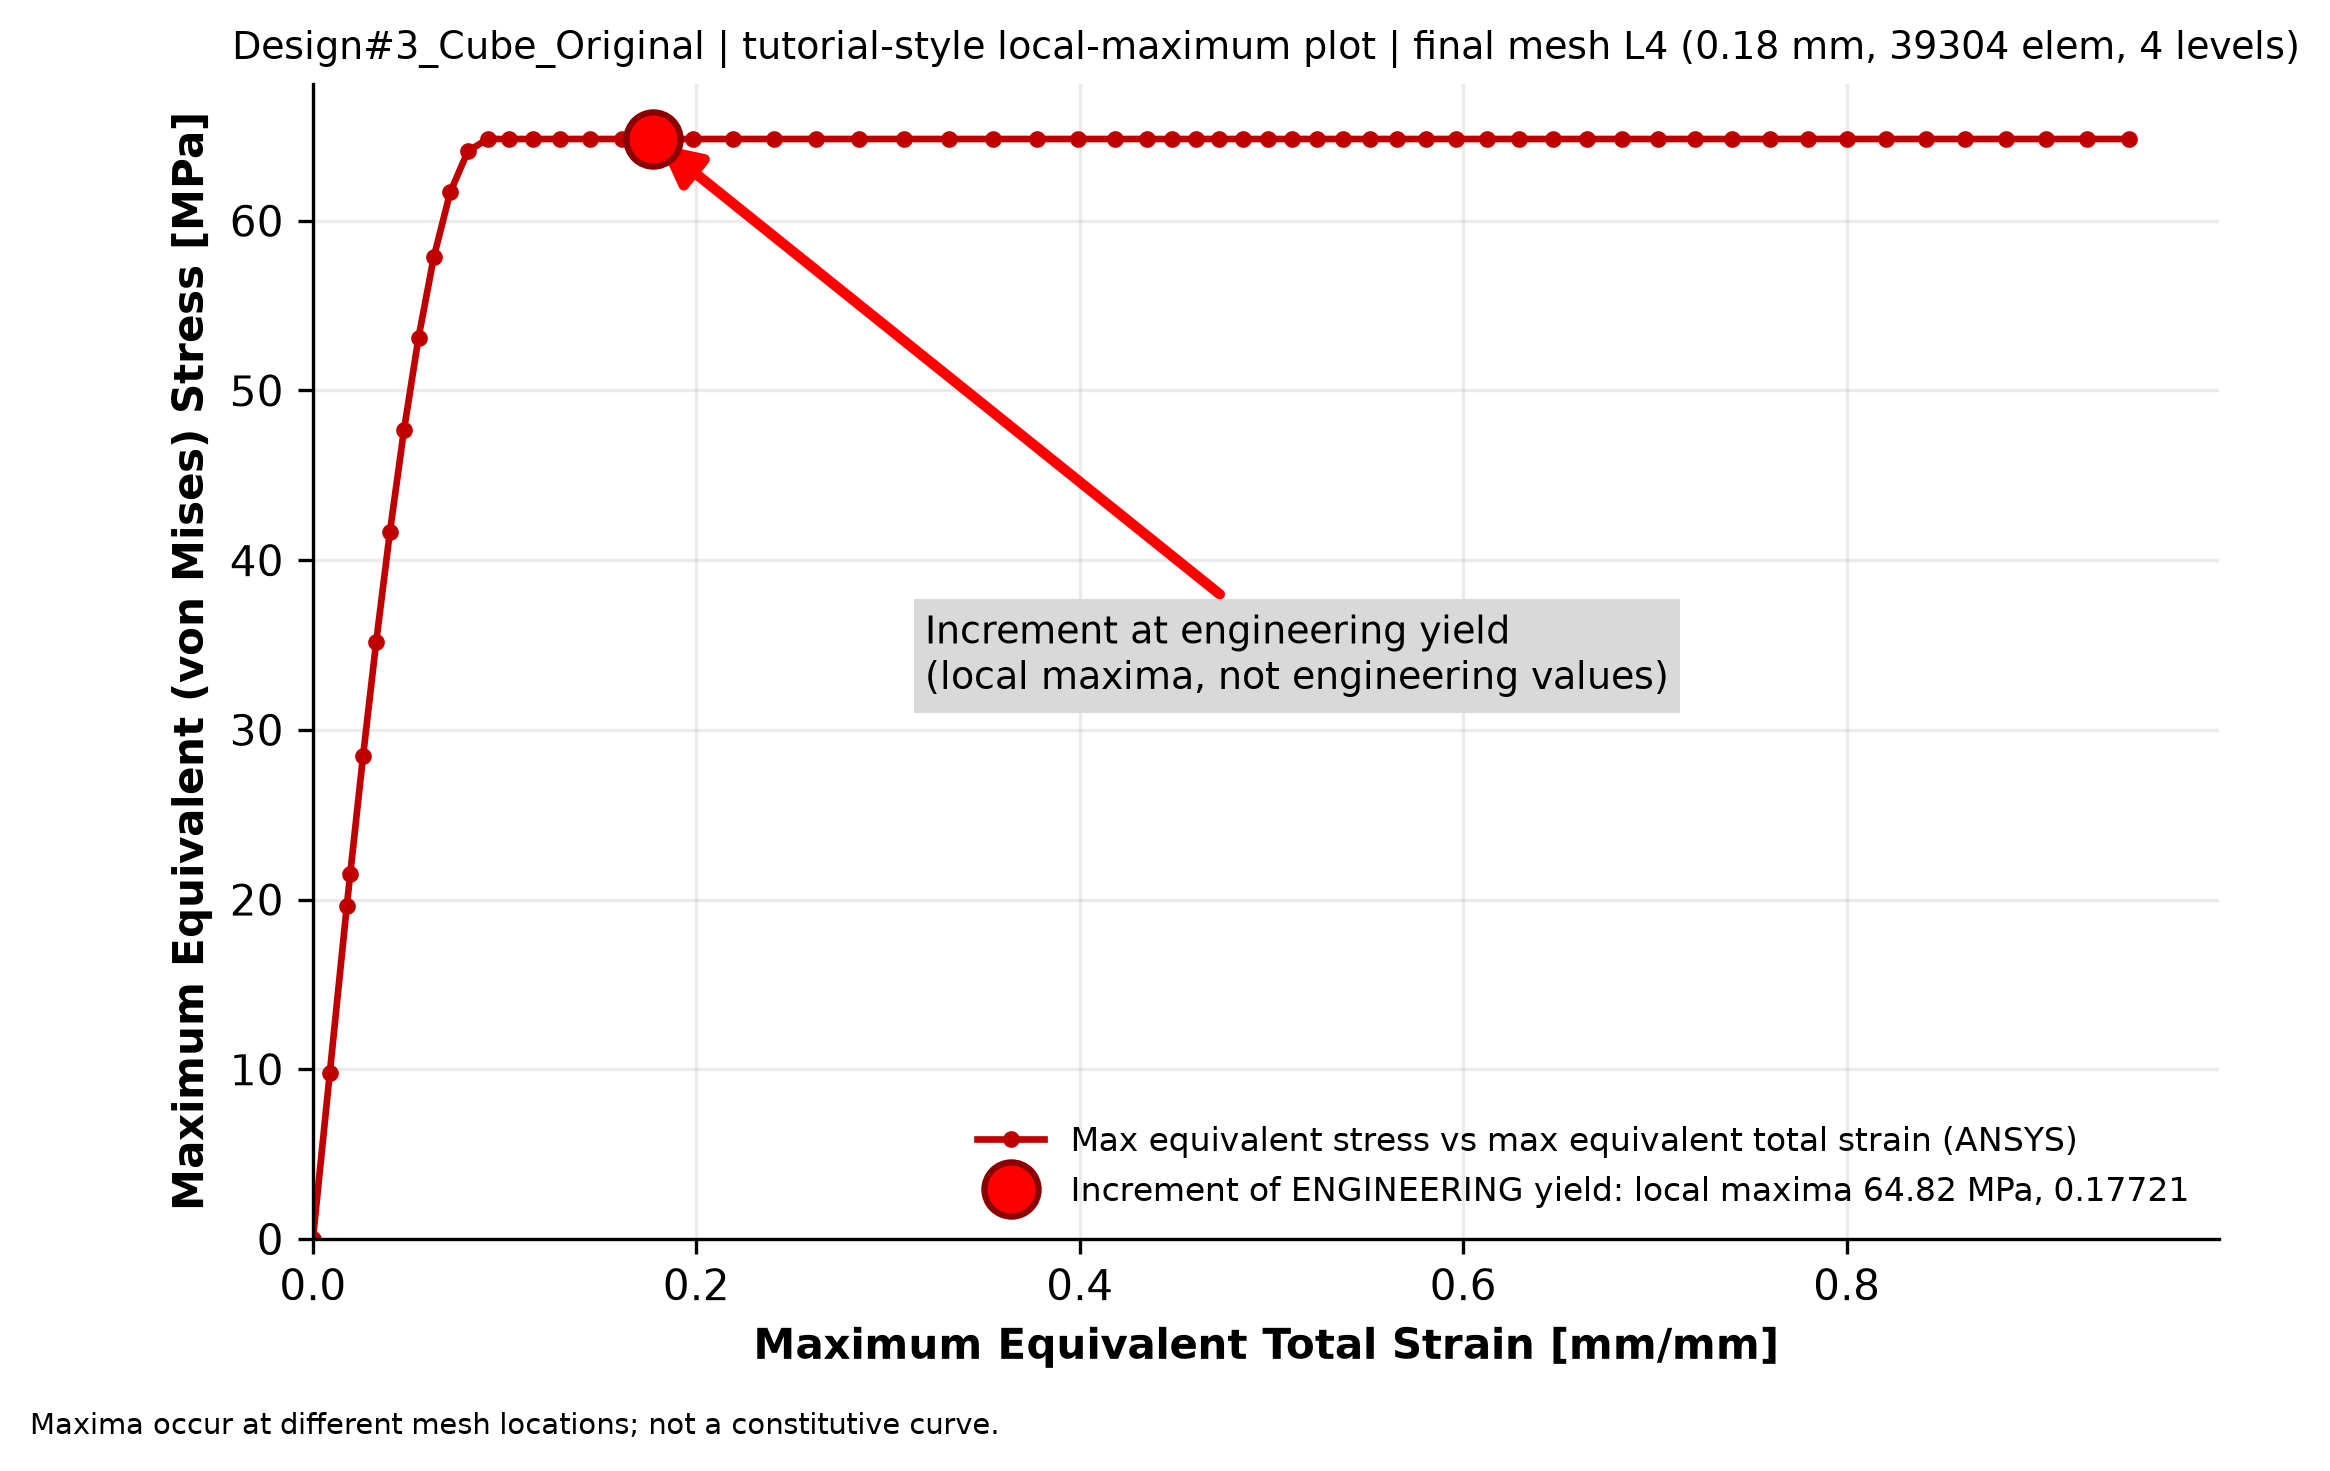 Design#3_Cube_Original | tutorial-style local-maximum plot | final mesh L4 (0.18 mm, 39304 elem, 4 levels)
Maximum Equivalent (von Mises) Stress [MPa]
60
50
40
30
20
10
0
Increment at engineering yield
(local maxima, not engineering values)
Max equivalent stress vs max equivalent total strain (ANSYS)
Increment of ENGINEERING yield: local maxima 64.82 MPa, 0.17721
0.0 0.2 0.4 0.6 0.8
Maximum Equivalent Total Strain [mm/mm]
Maxima occur at different mesh locations; not a constitutive curve.